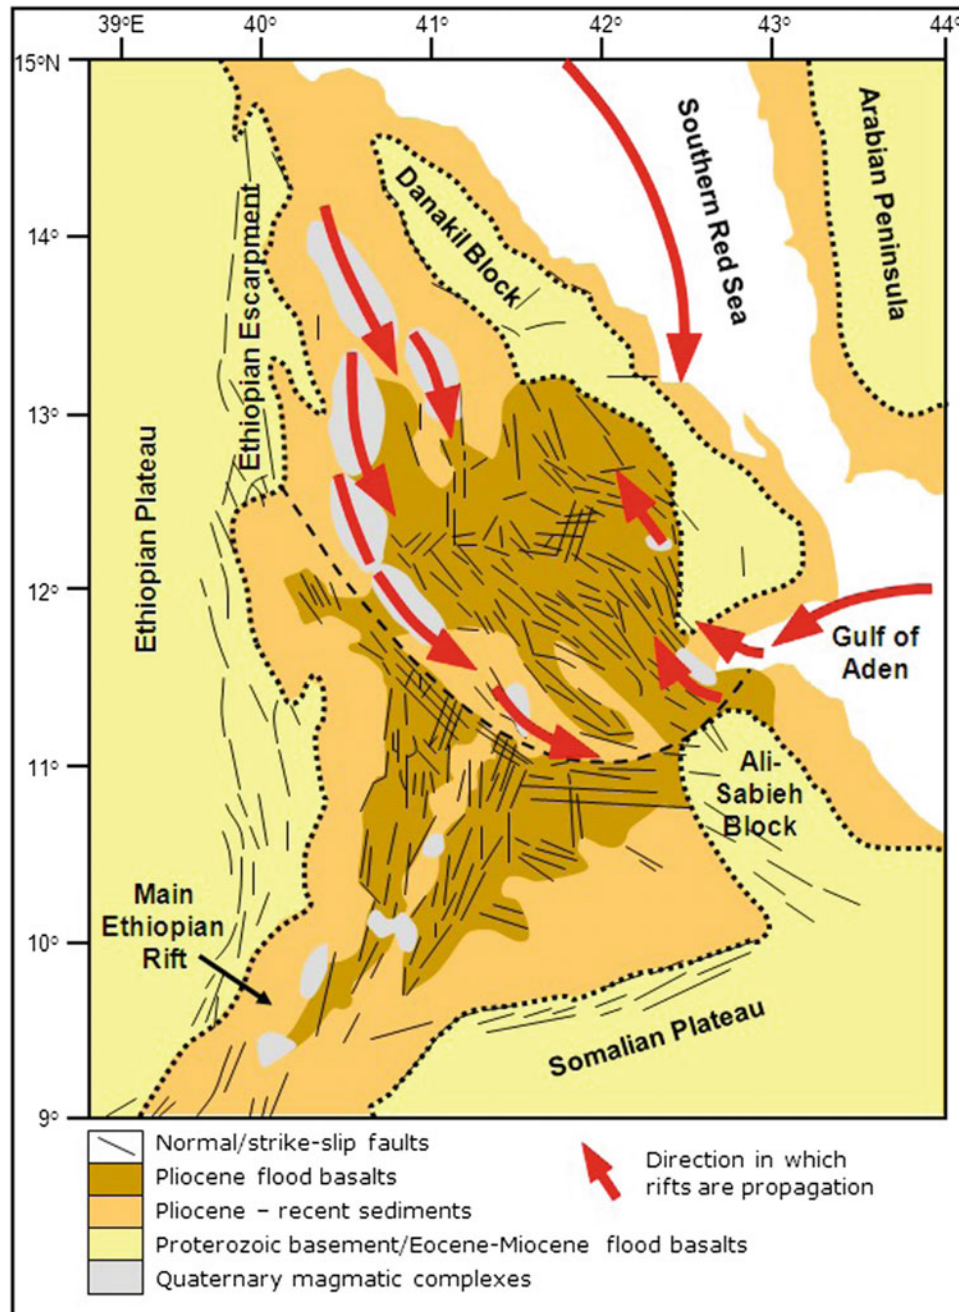 39°E 40° 41° 42° 43° 44°
15°N
14°
13°
12°
11°
10°
9°
Ethiopian Plateau
Ethiopian Escarpment
Danakil Block
Southern Red Sea
Arabian Peninsula
Gulf of
Aden
Ali-
Sabieh
Block
Main
Ethiopian
Rift
Somalian Plateau
Normal/strike-slip faults
Pliocene flood basalts
Pliocene – recent sediments
Proterozoic basement/Eocene-Miocene flood basalts
Quaternary magmatic complexes
Direction in which
rifts are propagation